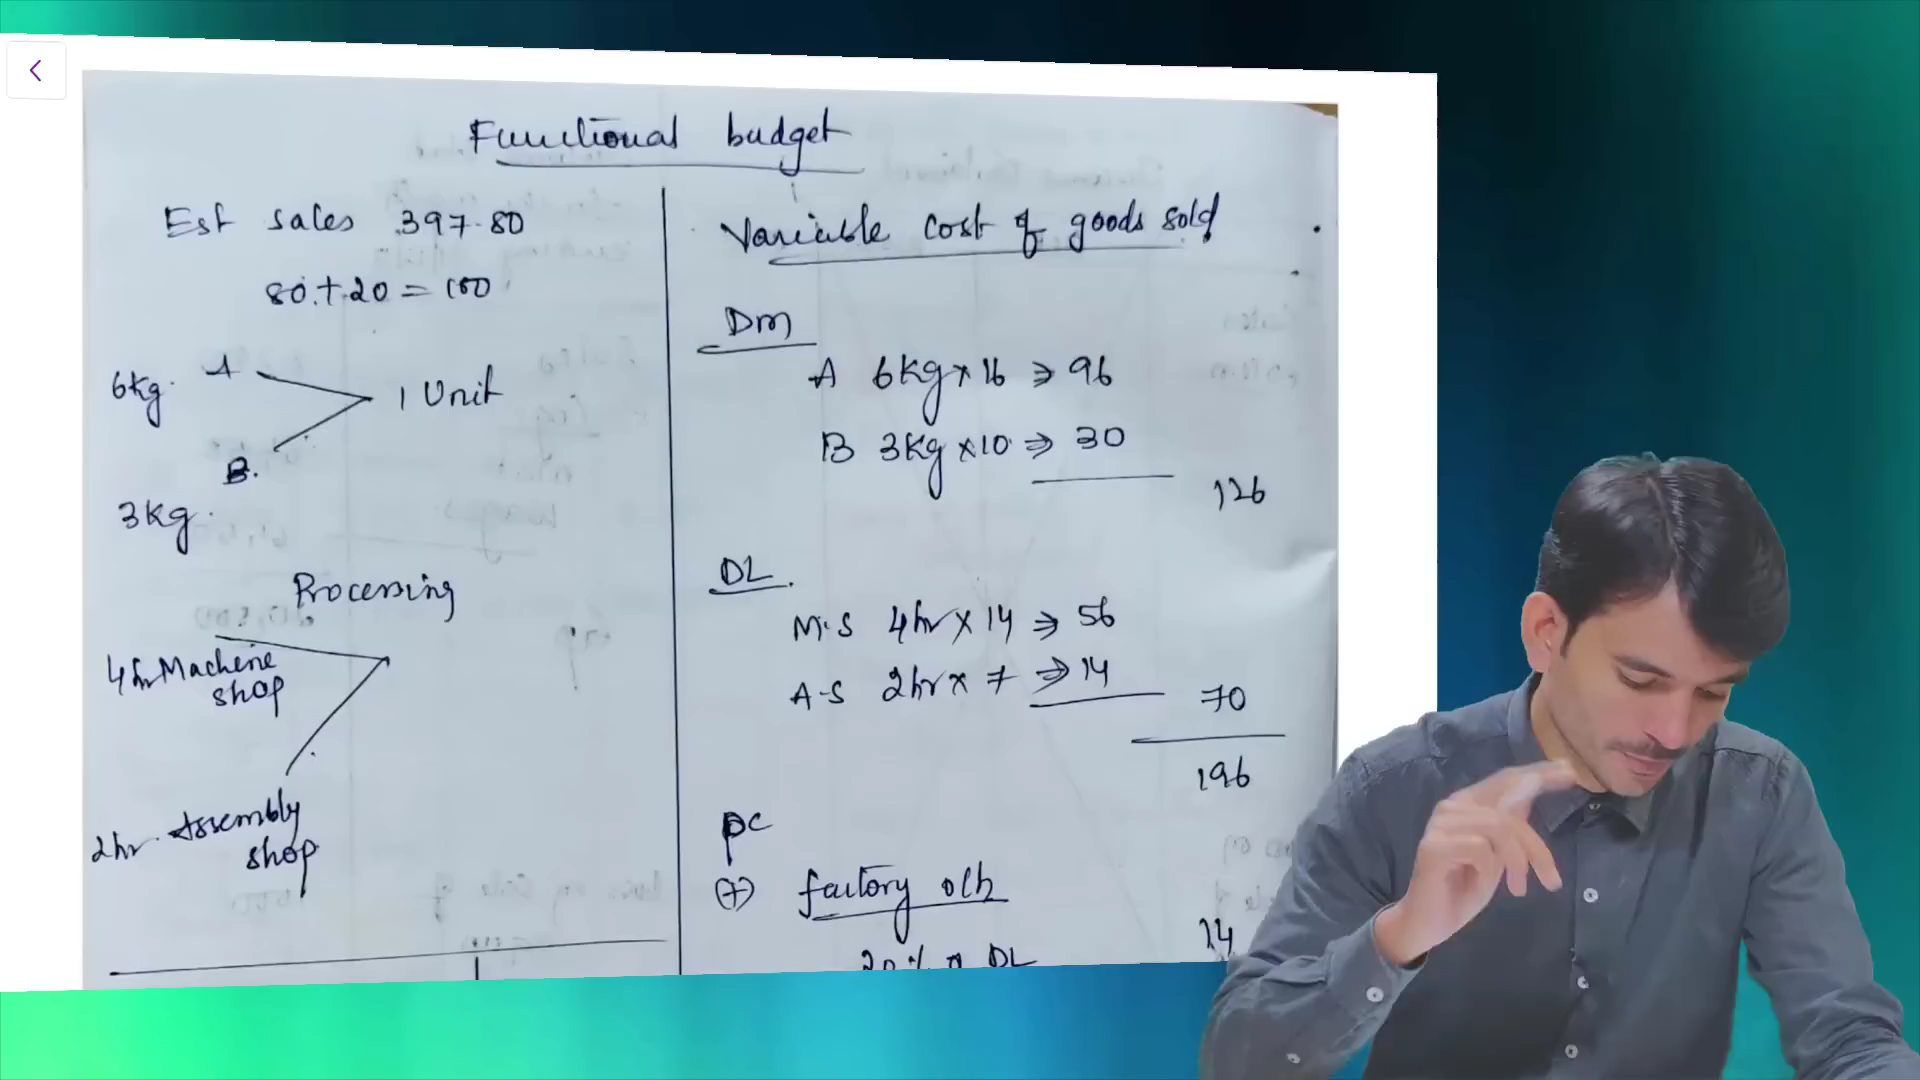 Functional budget
Est sales 397.80
80 + 20 = 100
6kg. A
1 Unit
B.
3kg.
Processing
4hr Machine
shop
2hr Assembly
shop
Variable cost of goods sold
DM
A 6kg x 16 ⇒ 96
B 3kg x 10 ⇒ 30
126
DL.
M.S 4hr x 14 ⇒ 56
A-S 2hr x 7 ⇒ 14
70
196
PC
(+) factory o/h
14
20% DL